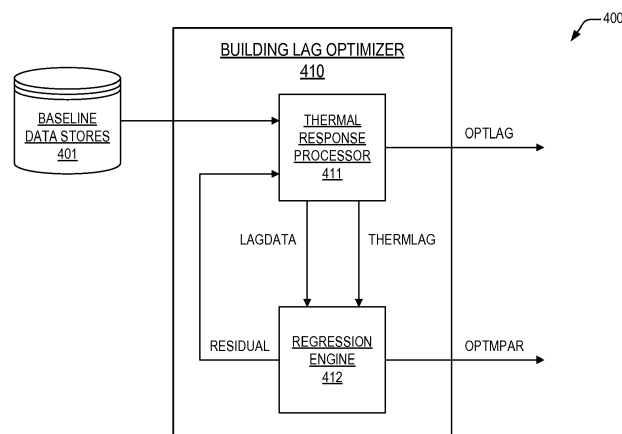 400
BUILDING LAG OPTIMIZER
410
BASELINE
DATA STORES
401
THERMAL
RESPONSE
PROCESSOR
411
OPTLAG
LAGDATA
THERMLAG
RESIDUAL
REGRESSION
ENGINE
412
OPTMPAR